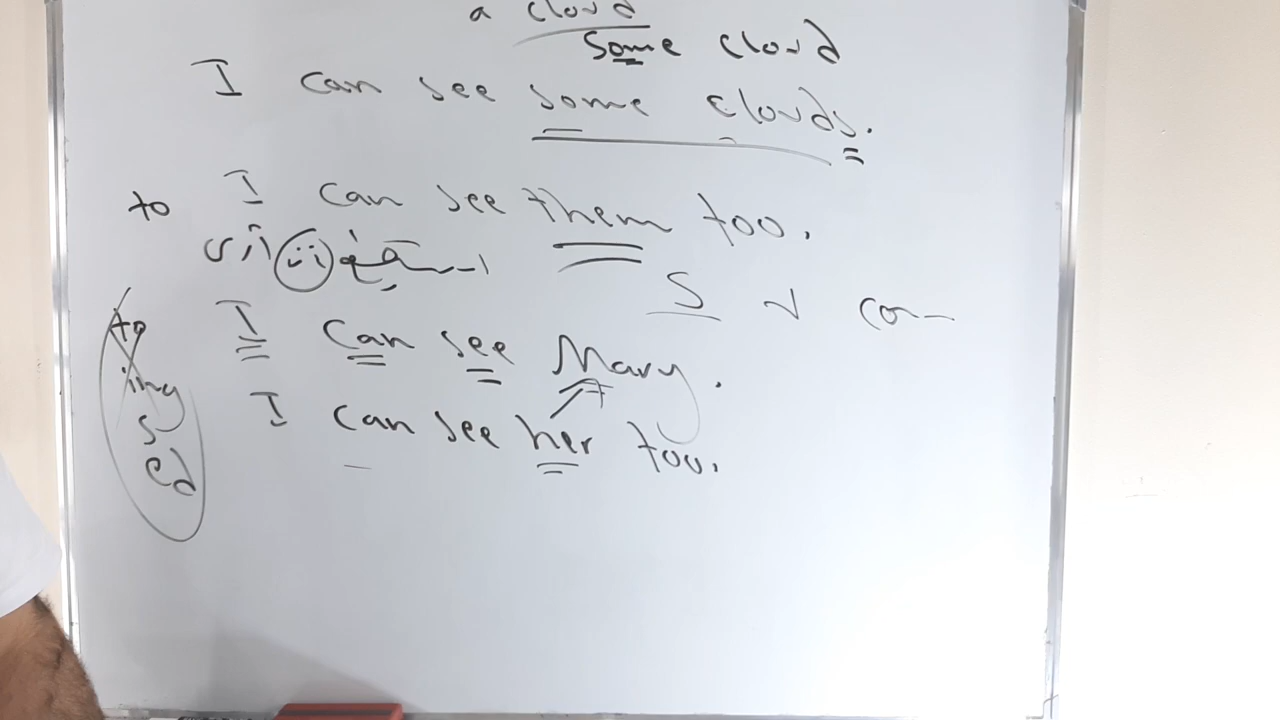 a cloud
some cloud
I can see some clouds.
to I can see them too.
S v co
I can see Mary.
to
ing
s
ed
I can see her too.